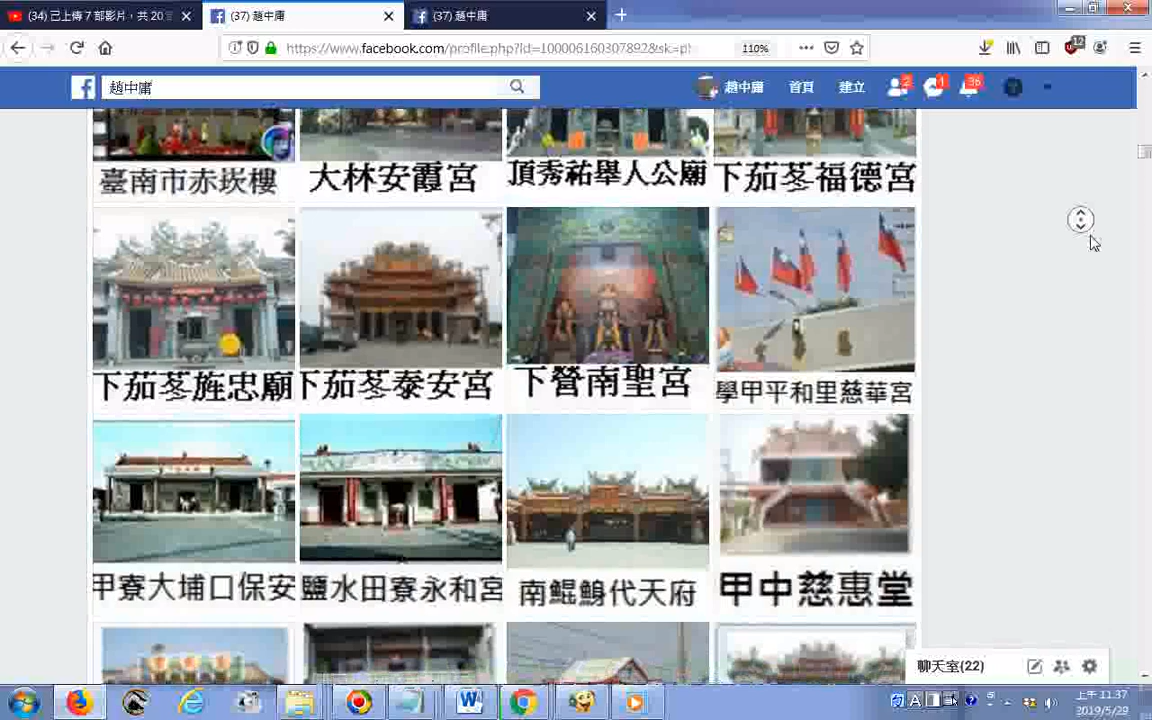 (34) 已上傳 7 部影片，共 20
(37) 趙中庸
(37) 趙中庸
https://www.facebook.com/profile.php?id=100006160307892&sk=pl
110%
12
趙中庸
趙中庸
首頁
建立
2
1
36
臺南市赤崁樓
大林安霞宮
頂秀祐舉人公廟
下茄苳福德宮
下茄苳旌忠廟
下茄苳泰安宮
下營南聖宮
學甲平和里慈華宮
甲寮大埔口保安
鹽水田寮永和宮
南鯤鯓代天府
甲中慈惠堂
聊天室(22)
上午 11:37
2019/5/29